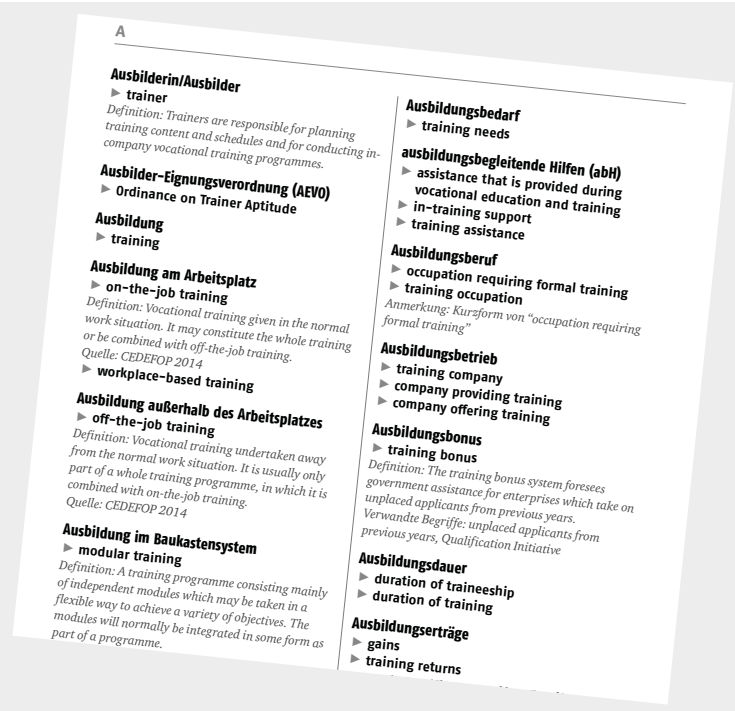 A
Ausbilderin/Ausbilder
► trainer
Definition: Trainers are responsible for planning
training content and schedules and for conducting in-
company vocational training programmes.
Ausbilder-Eignungsverordnung (AEVO)
► Ordinance on Trainer Aptitude
Ausbildung
► training
Ausbildung am Arbeitsplatz
► on-the-job training
Definition: Vocational training given in the normal
work situation. It may constitute the whole training
or be combined with off-the-job training.
Quelle: CEDEFOP 2014
► workplace-based training
Ausbildung außerhalb des Arbeitsplatzes
► off-the-job training
Definition: Vocational training undertaken away
from the normal work situation. It is usually only
part of a whole training programme, in which it is
combined with on-the-job training.
Quelle: CEDEFOP 2014
Ausbildung im Baukastensystem
► modular training
Definition: A training programme consisting mainly
of independent modules which may be taken in a
flexible way to achieve a variety of objectives. The
modules will normally be integrated in some form as
part of a programme.
Ausbildungsbedarf
► training needs
ausbildungsbegleitende Hilfen (abH)
► assistance that is provided during
vocational education and training
► in-training support
► training assistance
Ausbildungsberuf
► occupation requiring formal training
► training occupation
Anmerkung: Kurzform von “occupation requiring
formal training”
Ausbildungsbetrieb
► training company
► company providing training
► company offering training
Ausbildungsbonus
► training bonus
Definition: The training bonus system foresees
government assistance for enterprises which take on
unplaced applicants from previous years.
Verwandte Begriffe: unplaced applicants from
previous years, Qualification Initiative
Ausbildungsdauer
► duration of traineeship
► duration of training
Ausbildungserträge
► gains
► training returns